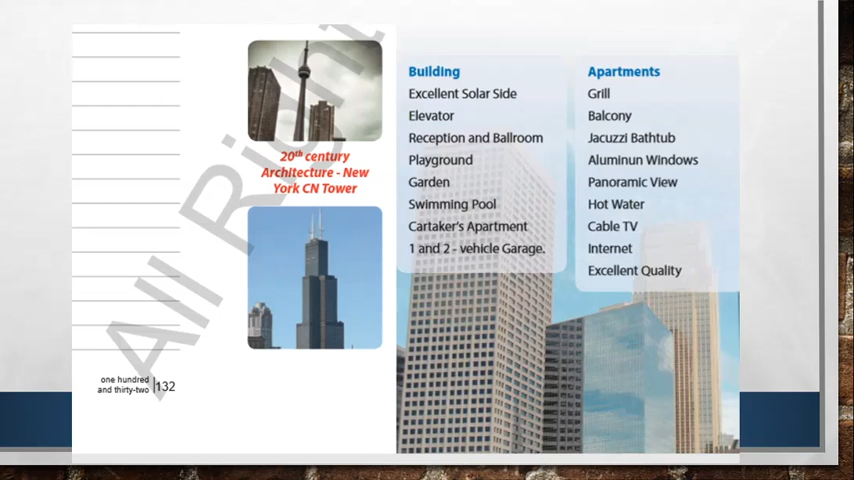 20th century
Architecture - New
York CN Tower
one hundred
and thirty-two
132
Building
Excellent Solar Side
Elevator
Reception and Ballroom
Playground
Garden
Swimming Pool
Cartaker's Apartment
1 and 2 - vehicle Garage.
Apartments
Grill
Balcony
Jacuzzi Bathtub
Aluminun Windows
Panoramic View
Hot Water
Cable TV
Internet
Excellent Quality
All Right